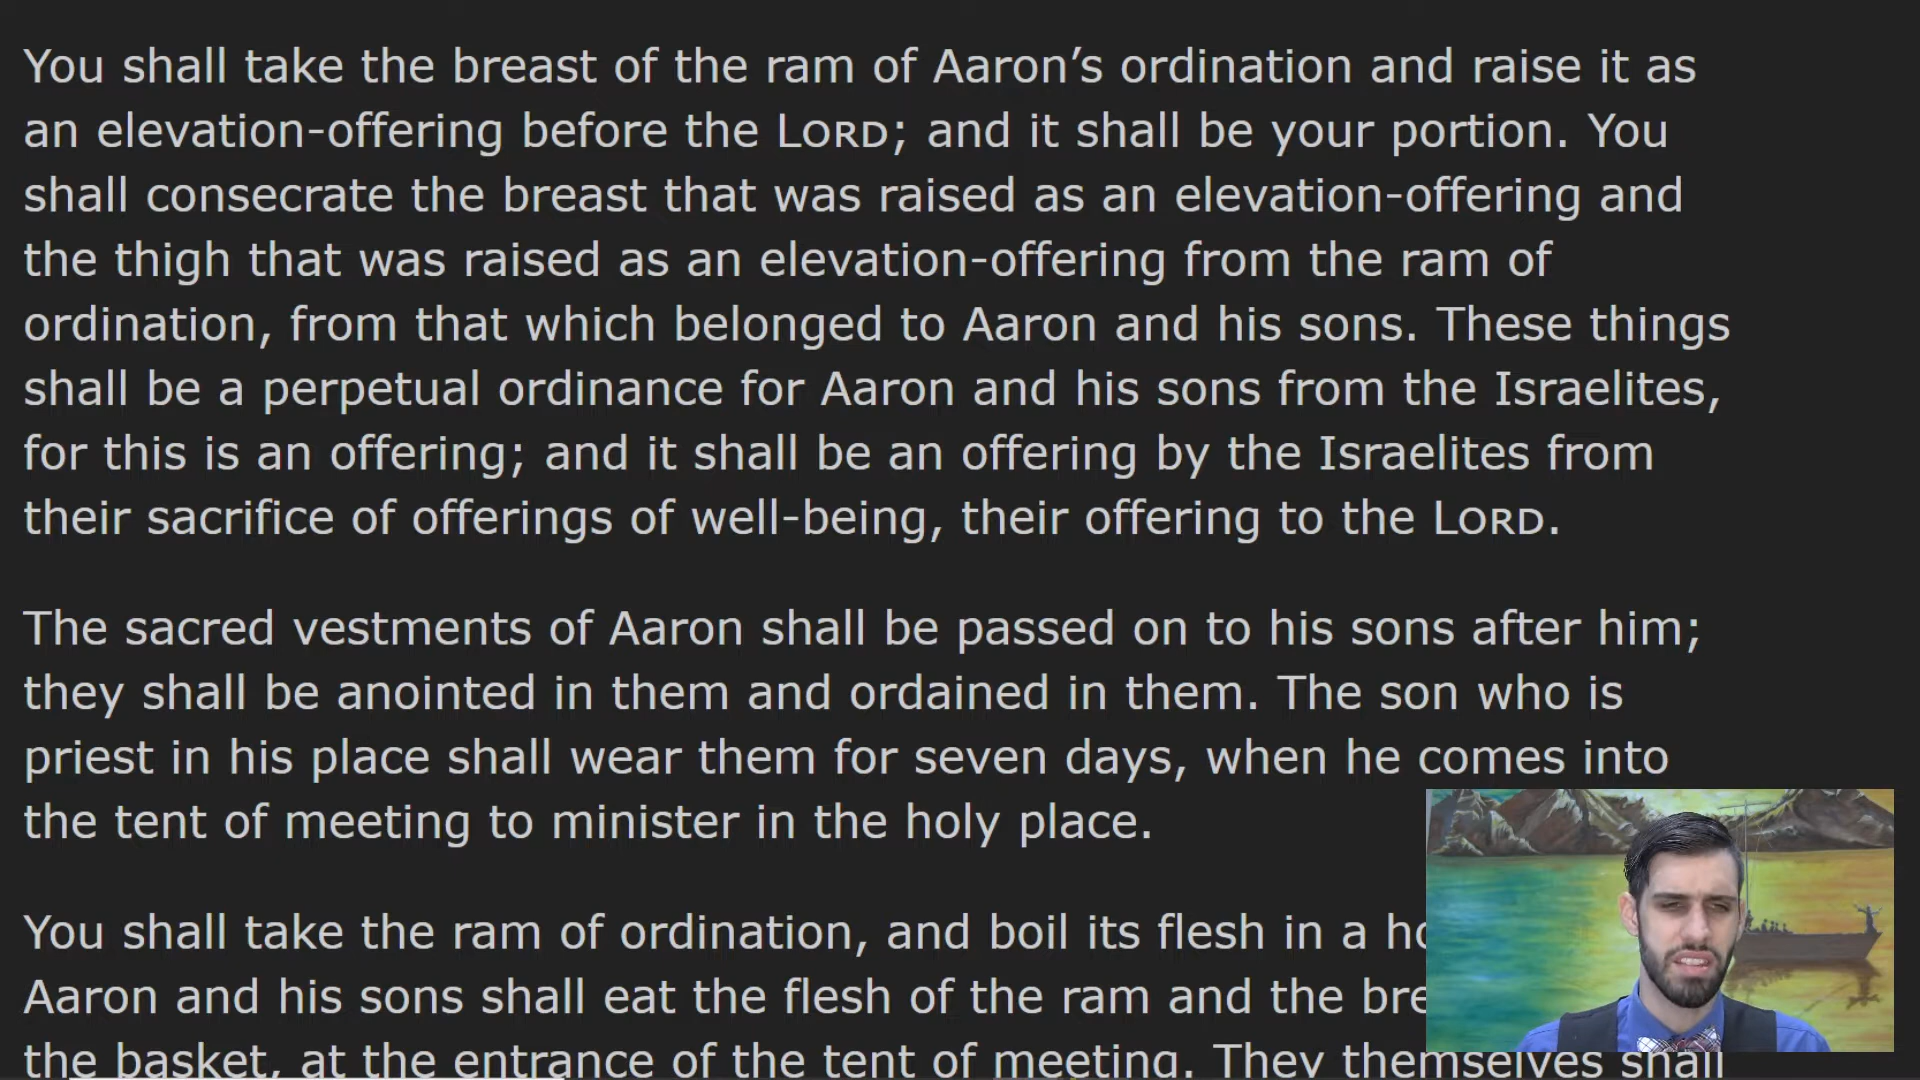 You shall take the breast of the ram of Aaron’s ordination and raise it as
an elevation-offering before the LORD; and it shall be your portion. You
shall consecrate the breast that was raised as an elevation-offering and
the thigh that was raised as an elevation-offering from the ram of
ordination, from that which belonged to Aaron and his sons. These things
shall be a perpetual ordinance for Aaron and his sons from the Israelites,
for this is an offering; and it shall be an offering by the Israelites from
their sacrifice of offerings of well-being, their offering to the LORD.
The sacred vestments of Aaron shall be passed on to his sons after him;
they shall be anointed in them and ordained in them. The son who is
priest in his place shall wear them for seven days, when he comes into
the tent of meeting to minister in the holy place.
You shall take the ram of ordination, and boil its flesh in a
Aaron and his sons shall eat the flesh of the ram and the
the basket, at the entrance of the tent of meeting. They themselves shall